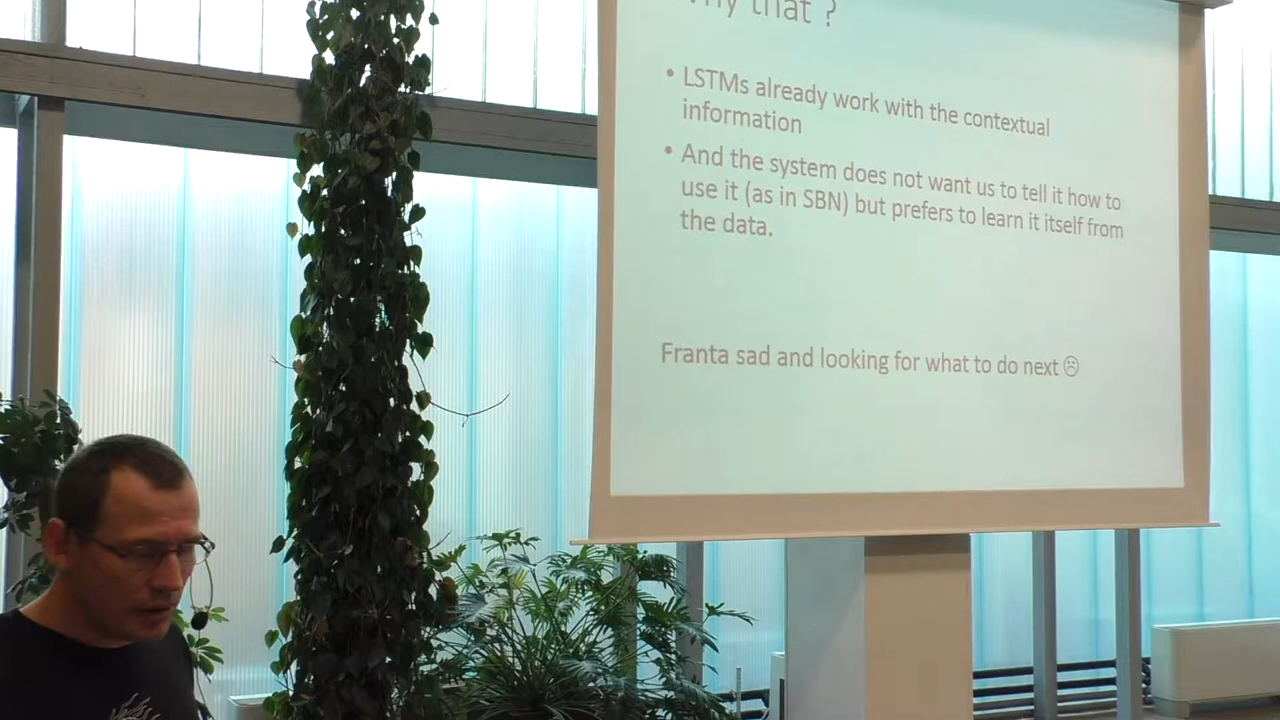 Why that ?
• LSTMs already work with the contextual
information
• And the system does not want us to tell it how to
use it (as in SBN) but prefers to learn it itself from
the data.
Franta sad and looking for what to do next ☹